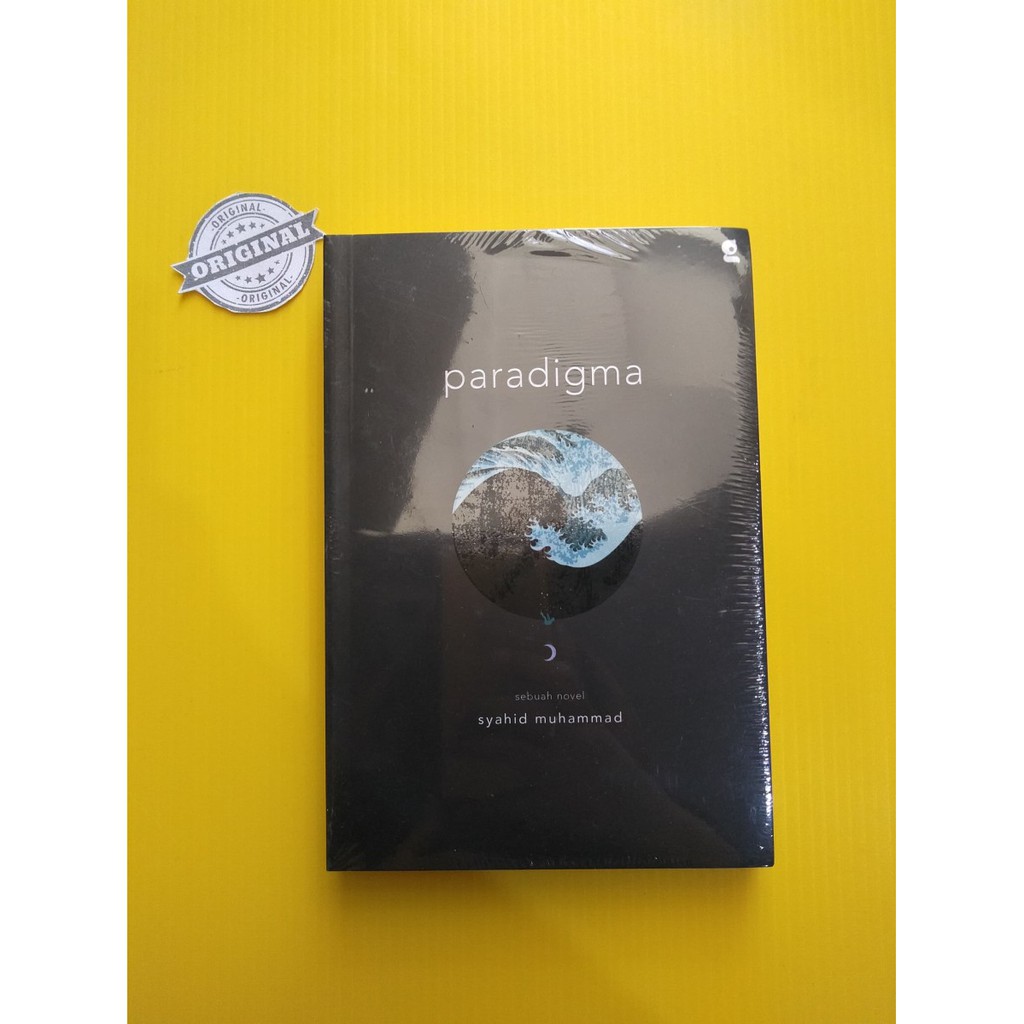 ORIGINAL
ORIGINAL
ORIGINAL
g
paradigma
sebuah novel
syahid muhammad